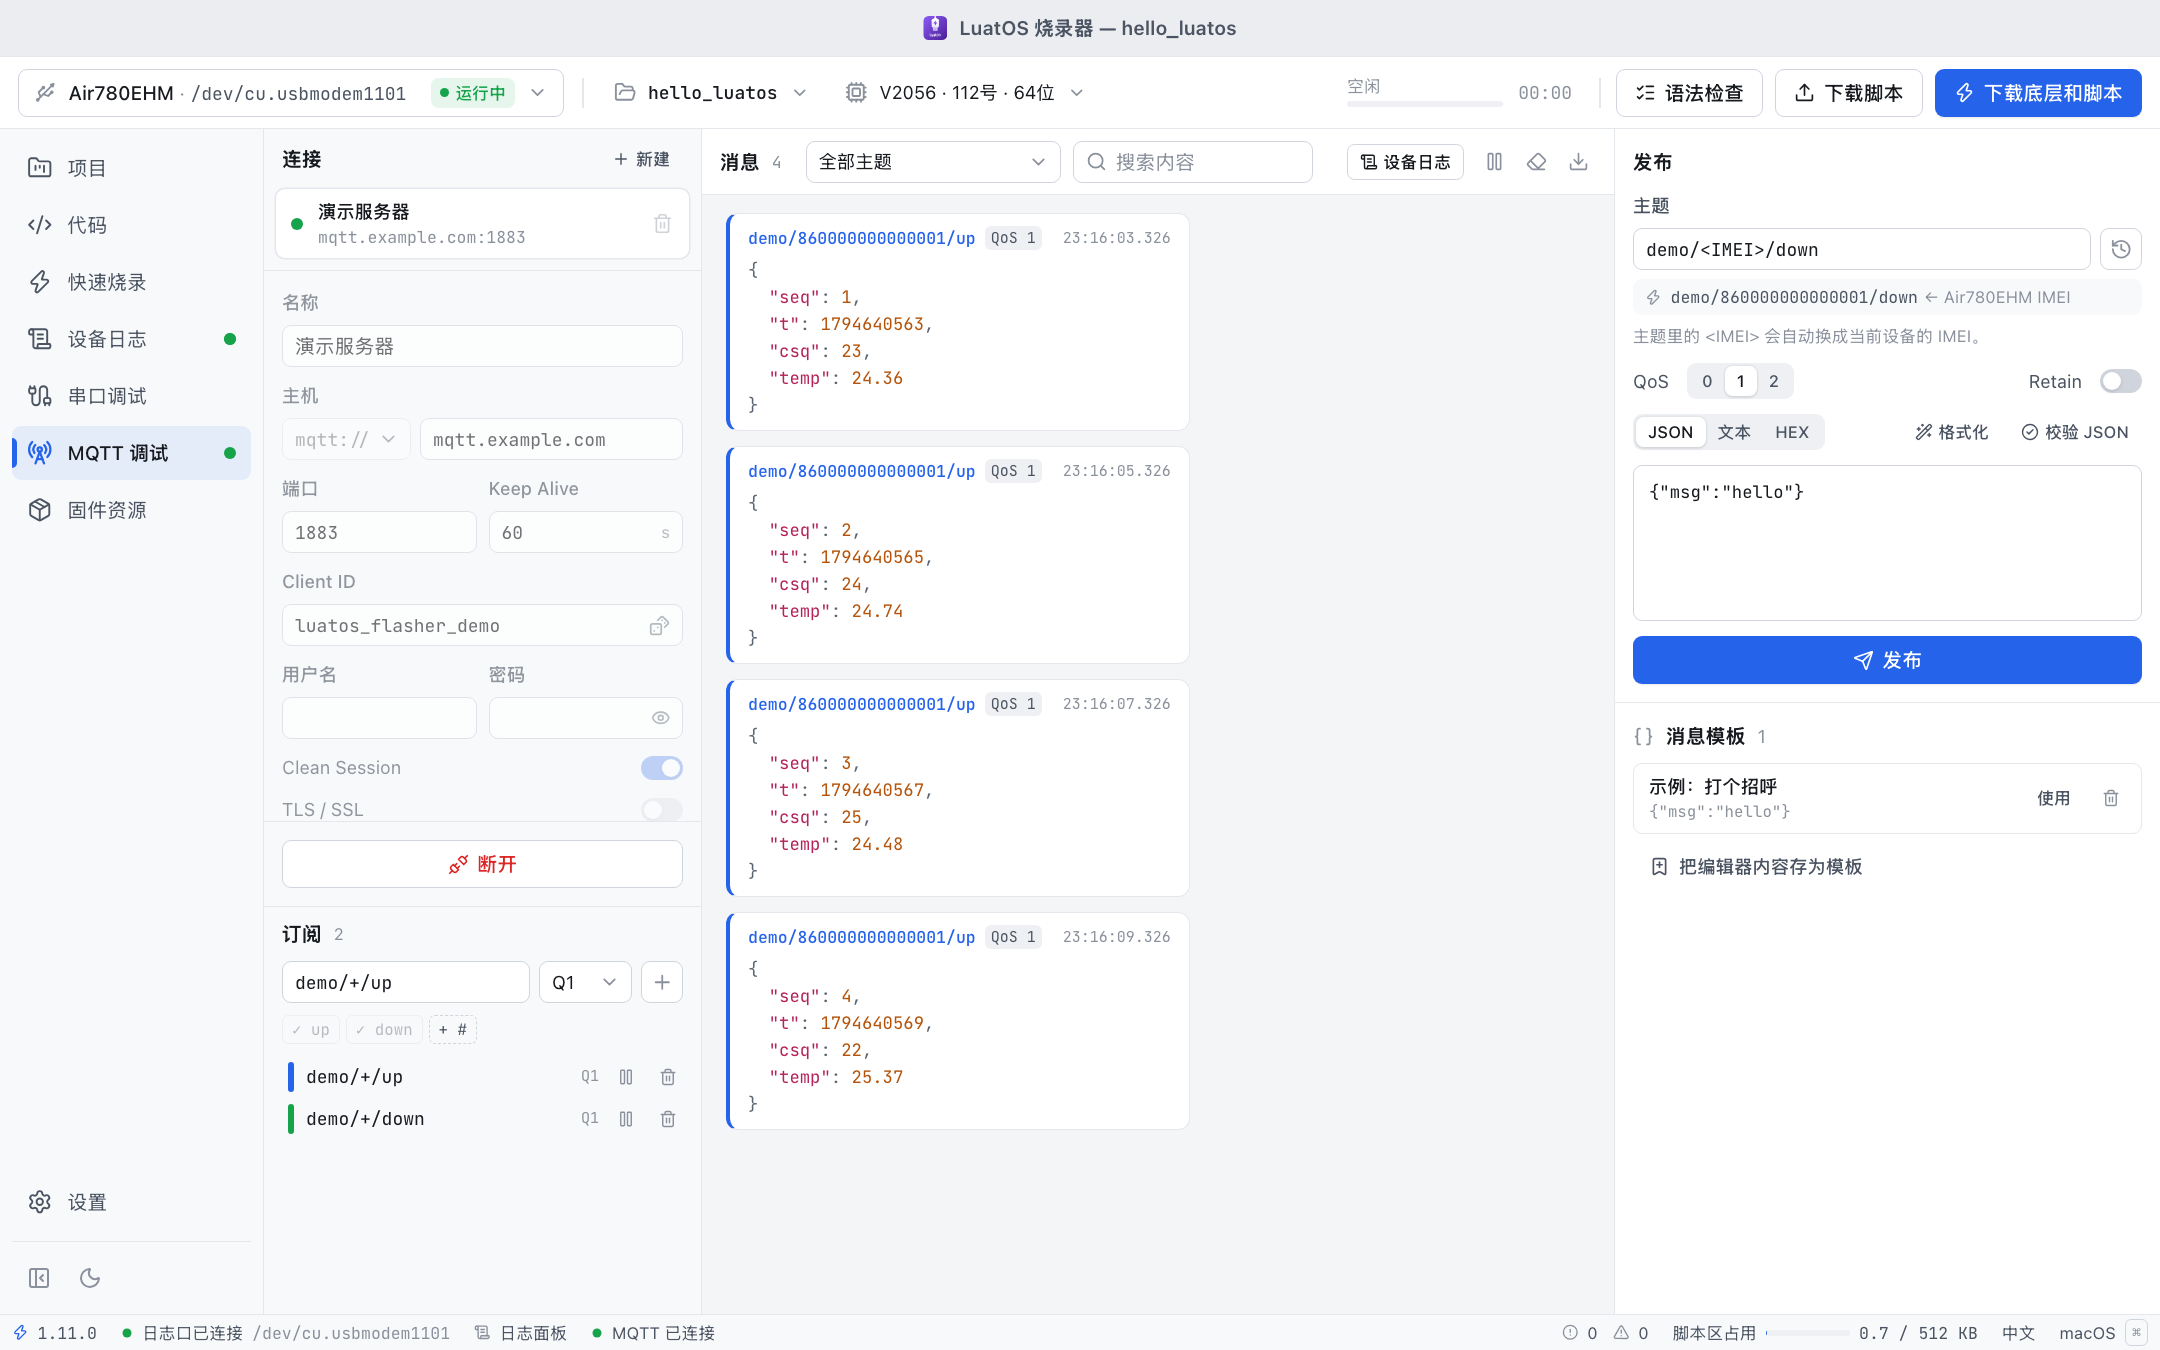 LuatOS 烧录器 — hello_luatos
Air780EHM · /dev/cu.usbmodem1101 运行中 hello_luatos V2056 · 112号 · 64位 空闲 00:00 语法检查 下载脚本 下载底层和脚本
项目
代码
快速烧录
设备日志
串口调试
MQTT 调试
固件资源
设置
连接 + 新建
演示服务器
mqtt.example.com:1883
名称
演示服务器
主机
mqtt:// mqtt.example.com
端口 Keep Alive
1883 60 s
Client ID
luatos_flasher_demo
用户名 密码
Clean Session
TLS / SSL
断开
订阅 2
demo/+/up Q1 +
✓ up ✓ down + #
demo/+/up Q1
demo/+/down Q1
消息 4 全部主题 搜索内容 设备日志
demo/860000000000001/up QoS 1 23:16:03.326
{
"seq": 1,
"t": 1794640563,
"csq": 23,
"temp": 24.36
}
demo/860000000000001/up QoS 1 23:16:05.326
{
"seq": 2,
"t": 1794640565,
"csq": 24,
"temp": 24.74
}
demo/860000000000001/up QoS 1 23:16:07.326
{
"seq": 3,
"t": 1794640567,
"csq": 25,
"temp": 24.48
}
demo/860000000000001/up QoS 1 23:16:09.326
{
"seq": 4,
"t": 1794640569,
"csq": 22,
"temp": 25.37
}
发布
主题
demo/<IMEI>/down
demo/860000000000001/down ← Air780EHM IMEI
主题里的 <IMEI> 会自动换成当前设备的 IMEI。
QoS 0 1 2 Retain
JSON 文本 HEX 格式化 校验 JSON
{"msg":"hello"}
发布
{} 消息模板 1
示例：打个招呼
{"msg":"hello"}
使用
把编辑器内容存为模板
1.11.0 日志口已连接 /dev/cu.usbmodem1101 日志面板 MQTT 已连接 0 0 脚本区占用 0.7 / 512 KB 中文 macOS ⌘